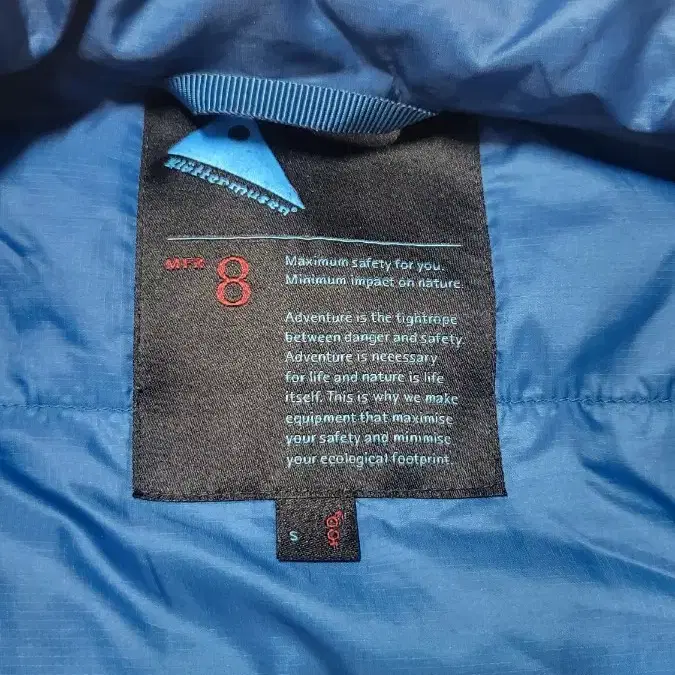 Klättermusen®
MFR 8
Maximum safety for you.
Minimum impact on nature.
Adventure is the tightrope
between danger and safety.
Adventure is necessary
for life and nature is life
itself. This is why we make
equipment that maximise
your safety and minimise
your ecological footprint.
S